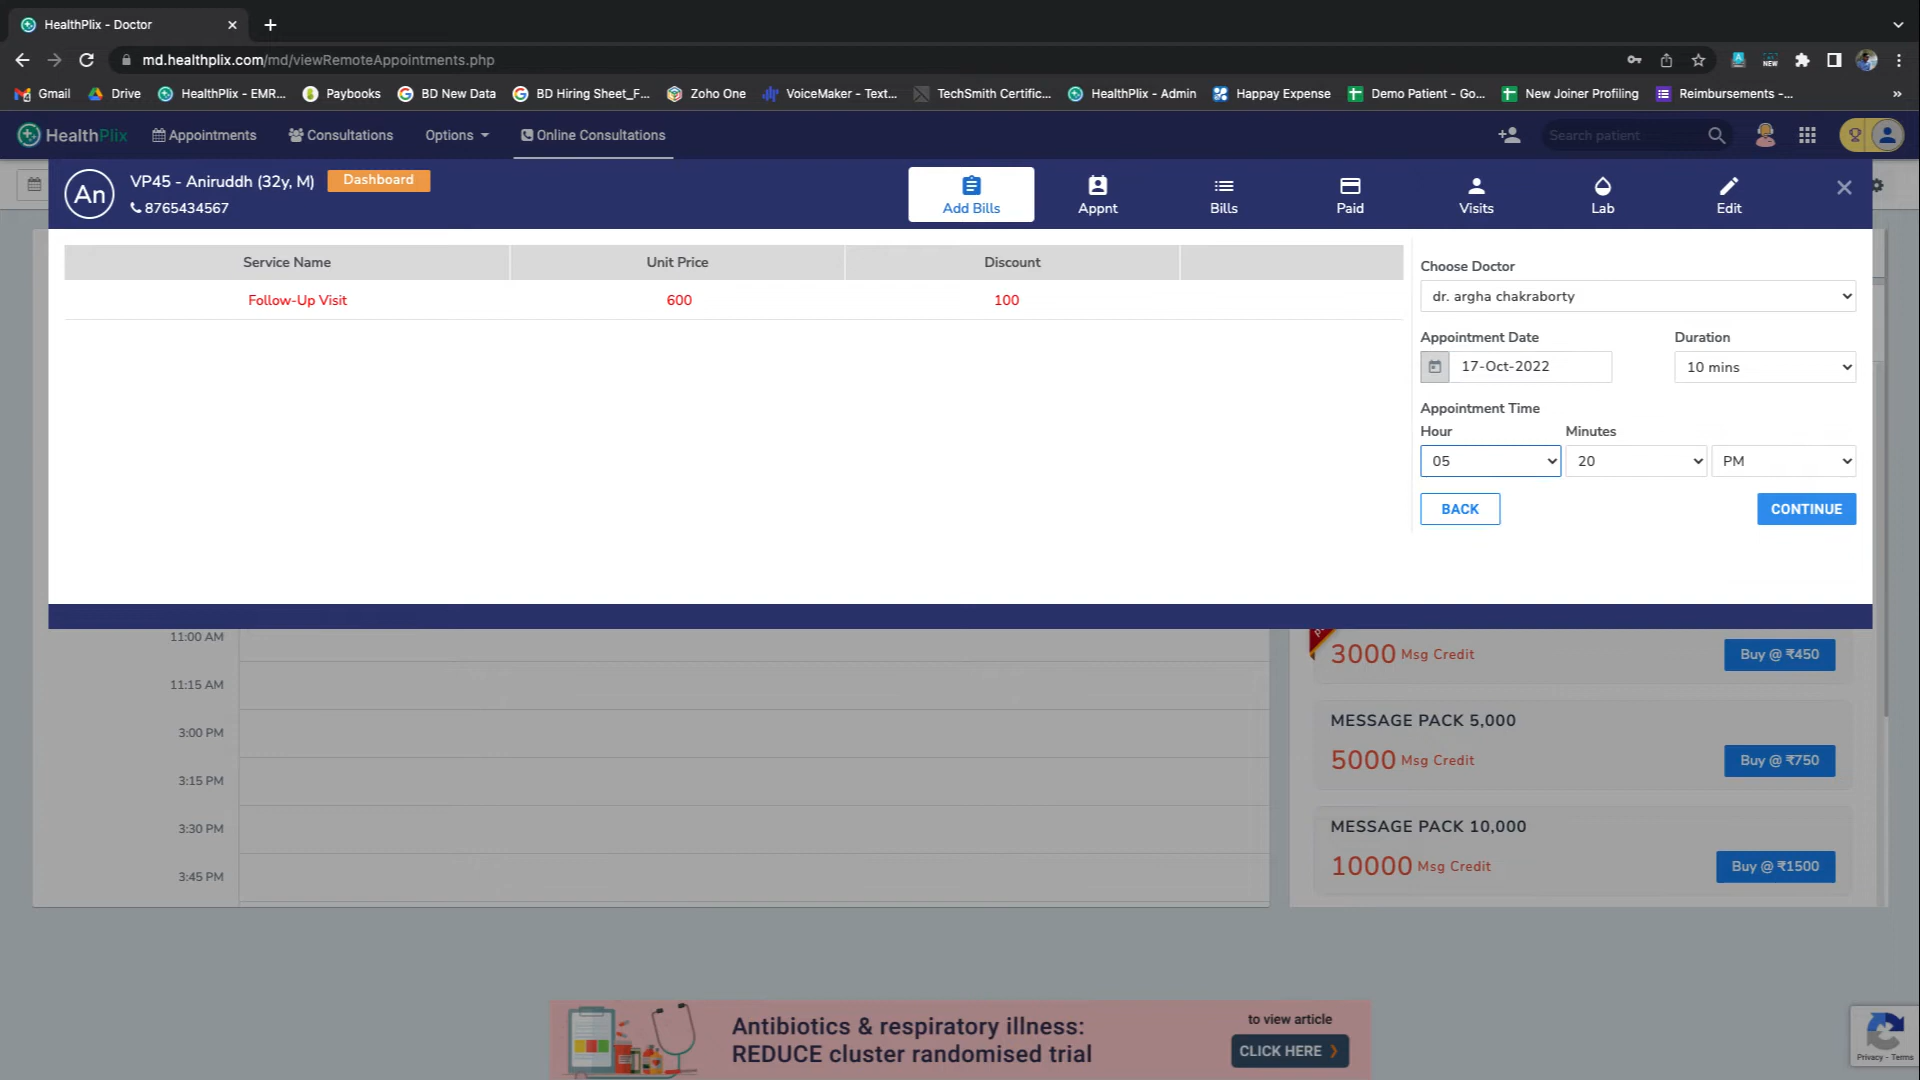 HealthPlix - Doctor
md.healthplix.com/md/viewRemoteAppointments.php
Gmail Drive HealthPlix - EMR... Paybooks BD New Data BD Hiring Sheet_F... Zoho One VoiceMaker - Text... TechSmith Certific... HealthPlix - Admin Happay Expense Demo Patient - Go... New Joiner Profiling Reimbursements -... »
NEW
HealthPlix Appointments Consultations Options Online Consultations Search patient
An
VP45 - Aniruddh (32y, M) Dashboard
8765434567
Add Bills Appnt Bills Paid Visits Lab Edit
Service Name Unit Price Discount
Follow-Up Visit 600 100
Choose Doctor
dr. argha chakraborty
Appointment Date Duration
17-Oct-2022 10 mins
Appointment Time
Hour Minutes
05 20 PM
BACK CONTINUE
11:00 AM
11:15 AM
3:00 PM
3:15 PM
3:30 PM
3:45 PM
3000 Msg Credit Buy @ ₹450
MESSAGE PACK 5,000
5000 Msg Credit Buy @ ₹750
MESSAGE PACK 10,000
10000 Msg Credit Buy @ ₹1500
Antibiotics & respiratory illness:
REDUCE cluster randomised trial
to view article
CLICK HERE ❯
Privacy - Terms